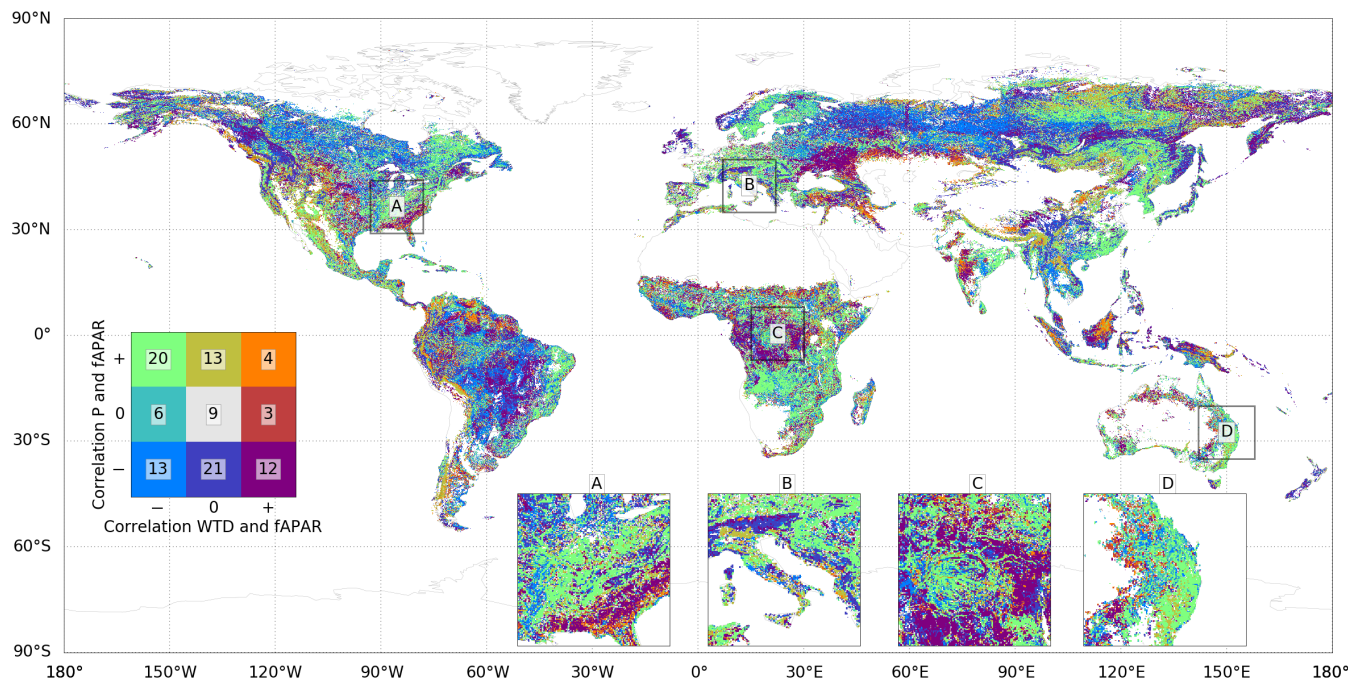 90°N
60°N
30°N
0°
30°S
60°S
90°S
A
B
C
D
Correlation P and fAPAR
+ 20 13 4
0 6 9 3
− 13 21 12
− 0 +
Correlation WTD and fAPAR
A B C D
180° 150°W 120°W 90°W 60°W 30°W 0° 30°E 60°E 90°E 120°E 150°E 180°